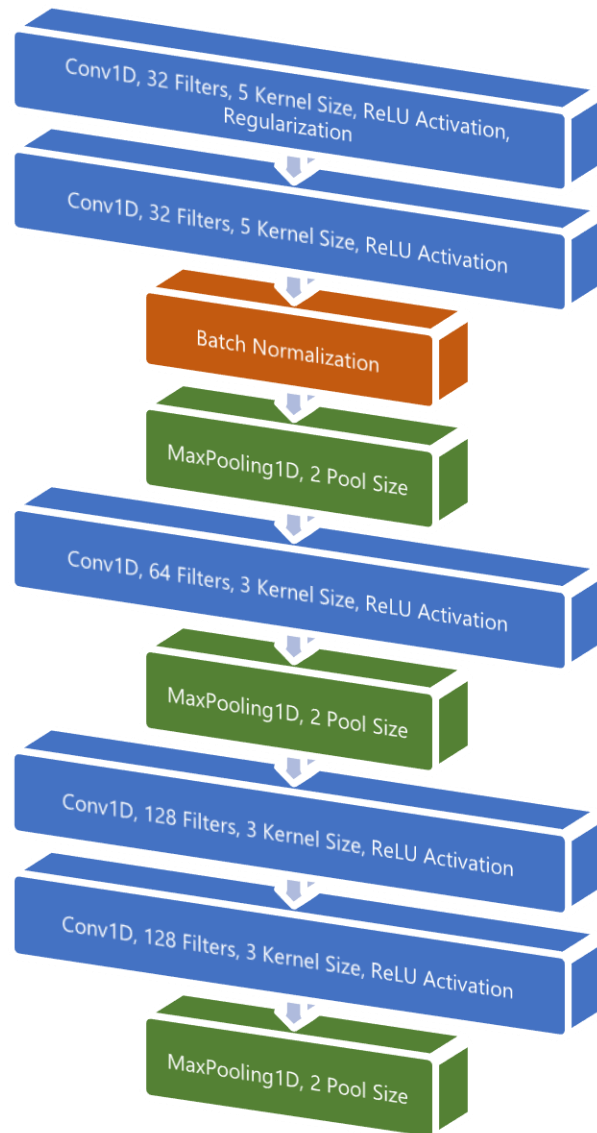 Conv1D, 32 Filters, 5 Kernel Size, ReLU Activation,
Regularization
Conv1D, 32 Filters, 5 Kernel Size, ReLU Activation
Batch Normalization
MaxPooling1D, 2 Pool Size
Conv1D, 64 Filters, 3 Kernel Size, ReLU Activation
MaxPooling1D, 2 Pool Size
Conv1D, 128 Filters, 3 Kernel Size, ReLU Activation
Conv1D, 128 Filters, 3 Kernel Size, ReLU Activation
MaxPooling1D, 2 Pool Size